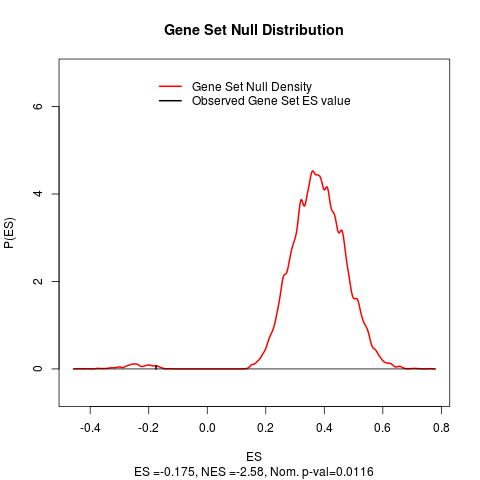 Gene Set Null Distribution
Gene Set Null Density
Observed Gene Set ES value
P(ES)
6
4
2
0
-0.4 -0.2 0.0 0.2 0.4 0.6 0.8
ES
ES =-0.175, NES =-2.58, Nom. p-val=0.0116